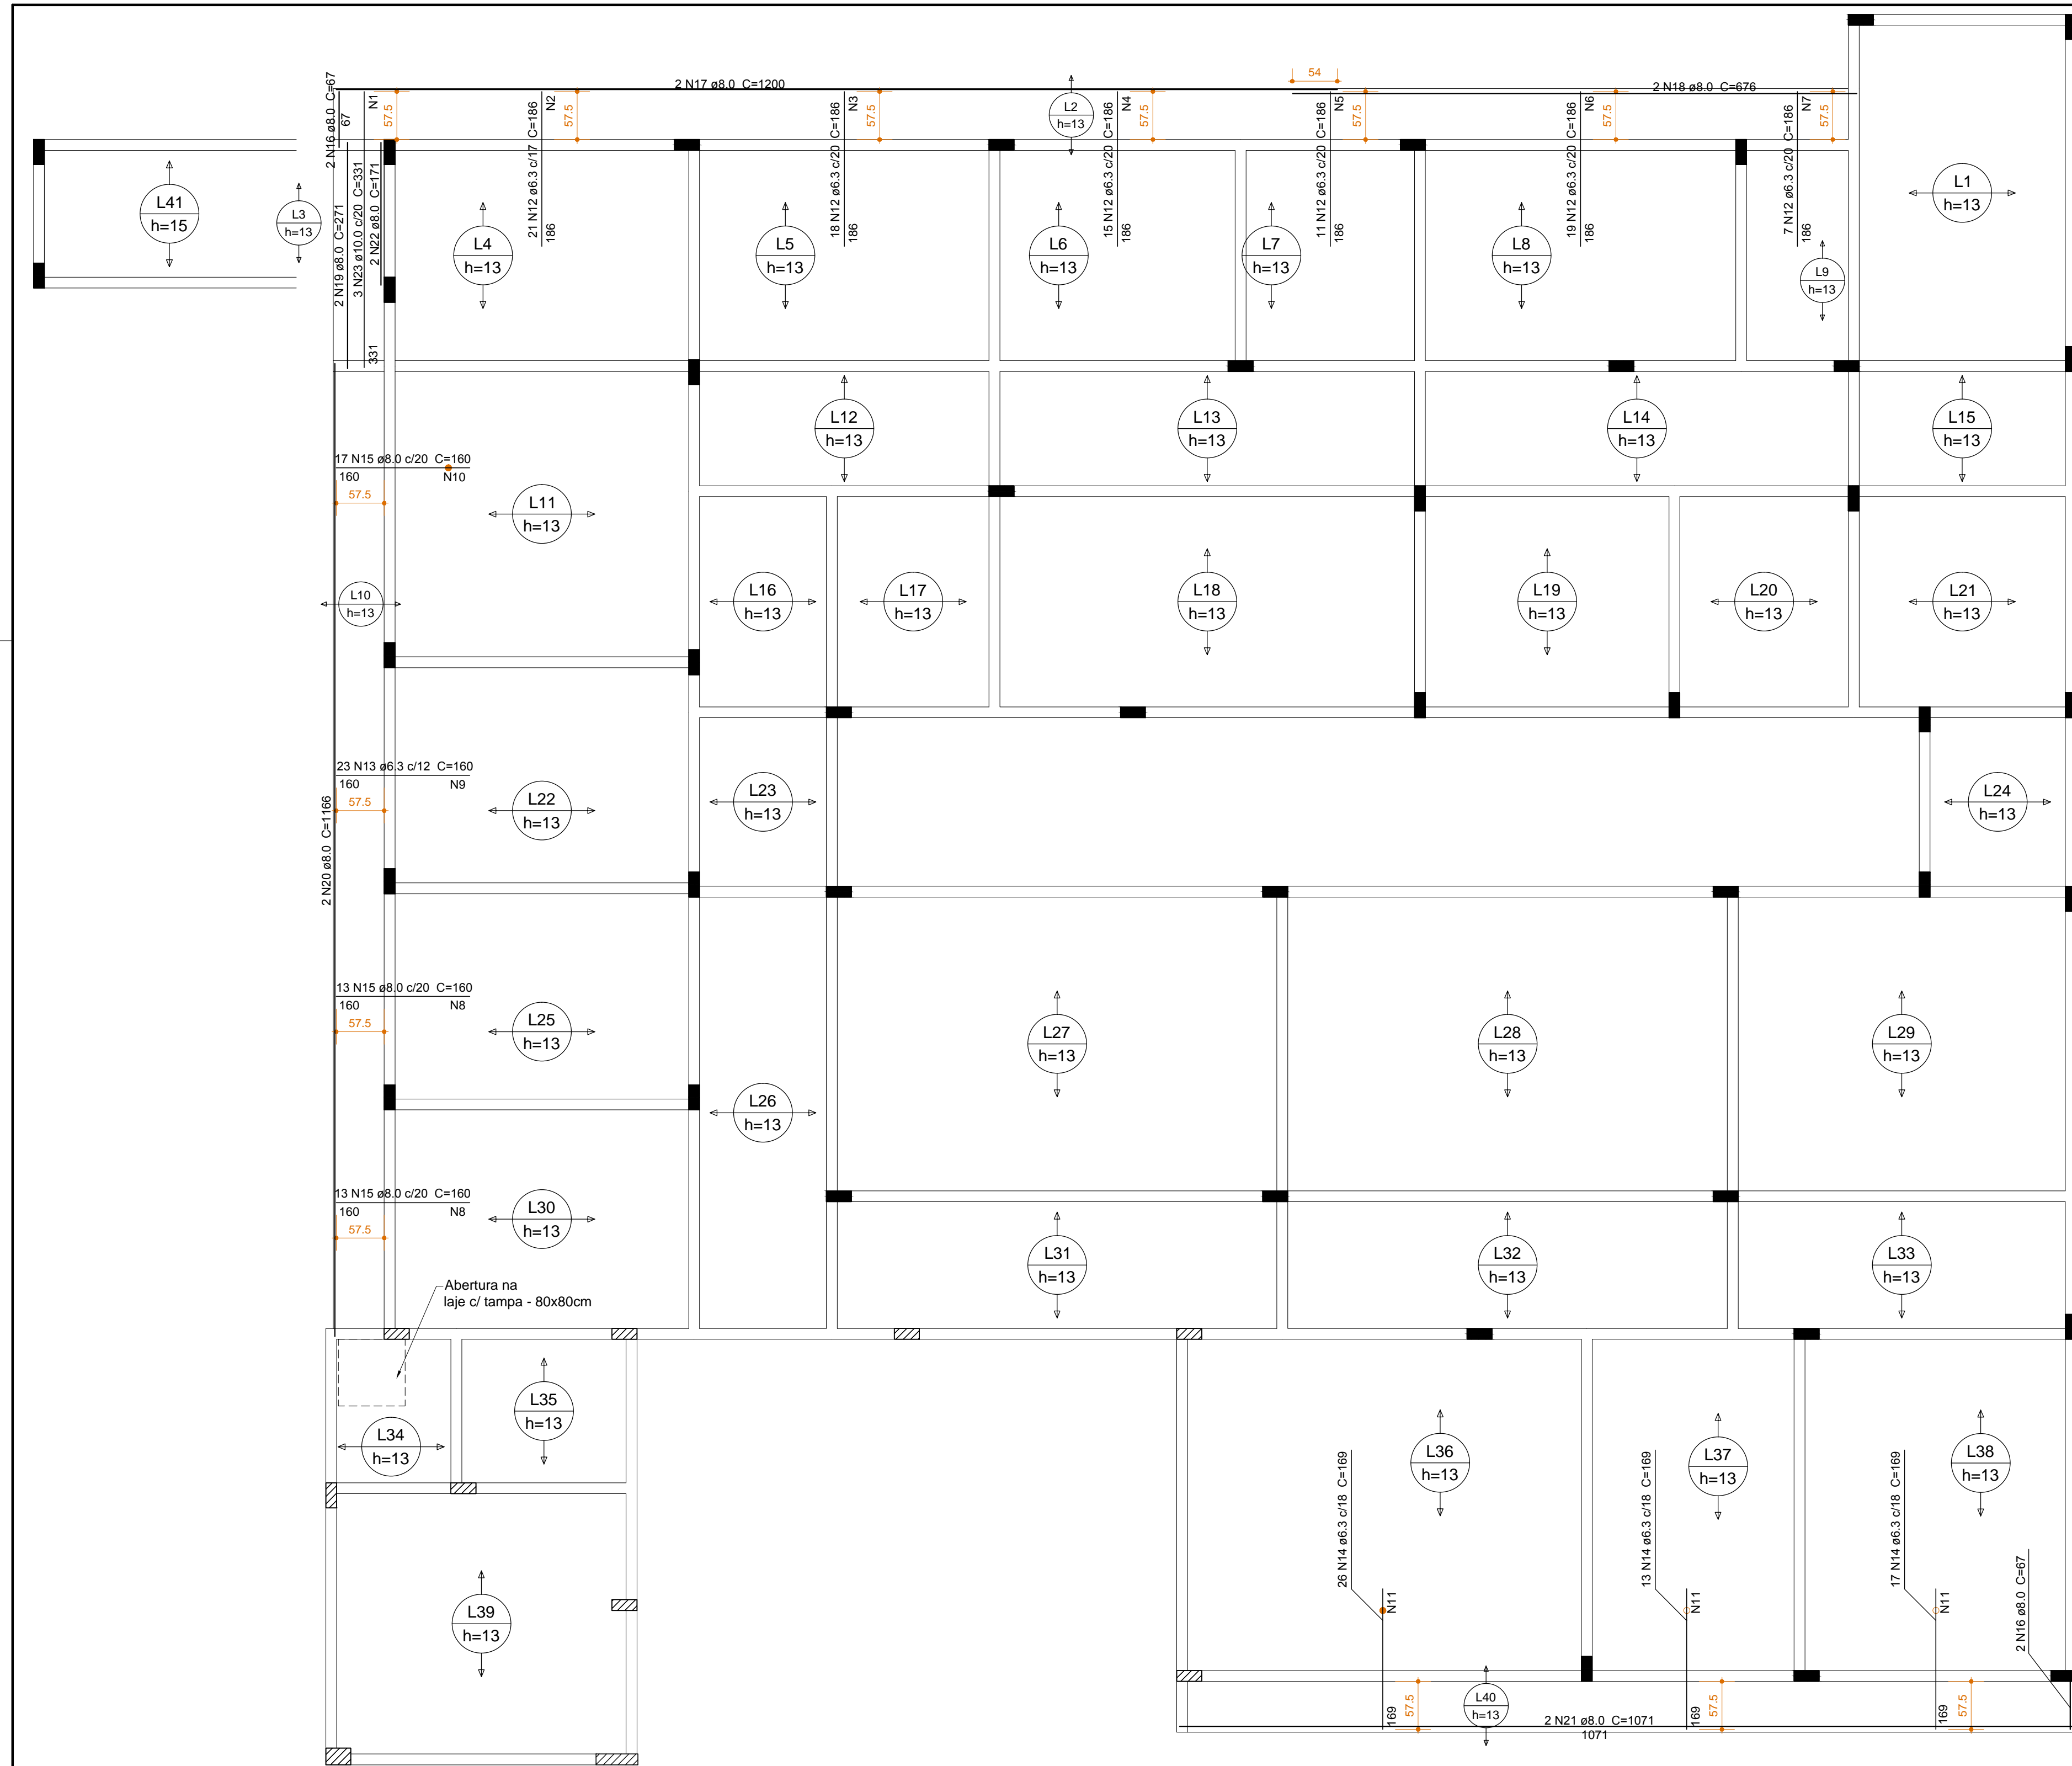 2 N17 ø8.0 C=1200
54
2 N18 ø8.0 C=676
2 N16 ø8.0 C=67
67
N1
57.5
21 N12 ø6.3 c/17 C=186
186
N2
57.5
18 N12 ø6.3 c/20 C=186
186
N3
57.5
L2
h=13
15 N12 ø6.3 c/20 C=186
186
N4
57.5
11 N12 ø6.3 c/20 C=186
186
N5
57.5
19 N12 ø6.3 c/20 C=186
186
N6
57.5
7 N12 ø6.3 c/20 C=186
186
N7
57.5
L1
h=13
L41
h=15
L3
h=13
2 N19 ø8.0 C=271
3 N23 ø10.0 c/20 C=331
331
2 N22 ø8.0 C=171
L4
h=13
L5
h=13
L6
h=13
L7
h=13
L8
h=13
L9
h=13
L12
h=13
L13
h=13
L14
h=13
L15
h=13
17 N15 ø8.0 c/20 C=160
160
N10
57.5
L11
h=13
L10
h=13
L16
h=13
L17
h=13
L18
h=13
L19
h=13
L20
h=13
L21
h=13
2 N20 ø8.0 C=1166
23 N13 ø6.3 c/12 C=160
160
N9
57.5
L22
h=13
L23
h=13
L24
h=13
13 N15 ø8.0 c/20 C=160
160
N8
57.5
L25
h=13
L26
h=13
L27
h=13
L28
h=13
L29
h=13
13 N15 ø8.0 c/20 C=160
160
N8
57.5
L30
h=13
L31
h=13
L32
h=13
L33
h=13
Abertura na
laje c/ tampa - 80x80cm
L34
h=13
L35
h=13
L36
h=13
L37
h=13
L38
h=13
26 N14 ø6.3 c/18 C=169
N11
169
57.5
13 N14 ø6.3 c/18 C=169
N11
169
57.5
17 N14 ø6.3 c/18 C=169
N11
169
57.5
2 N16 ø8.0 C=67
L39
h=13
L40
h=13
2 N21 ø8.0 C=1071
1071